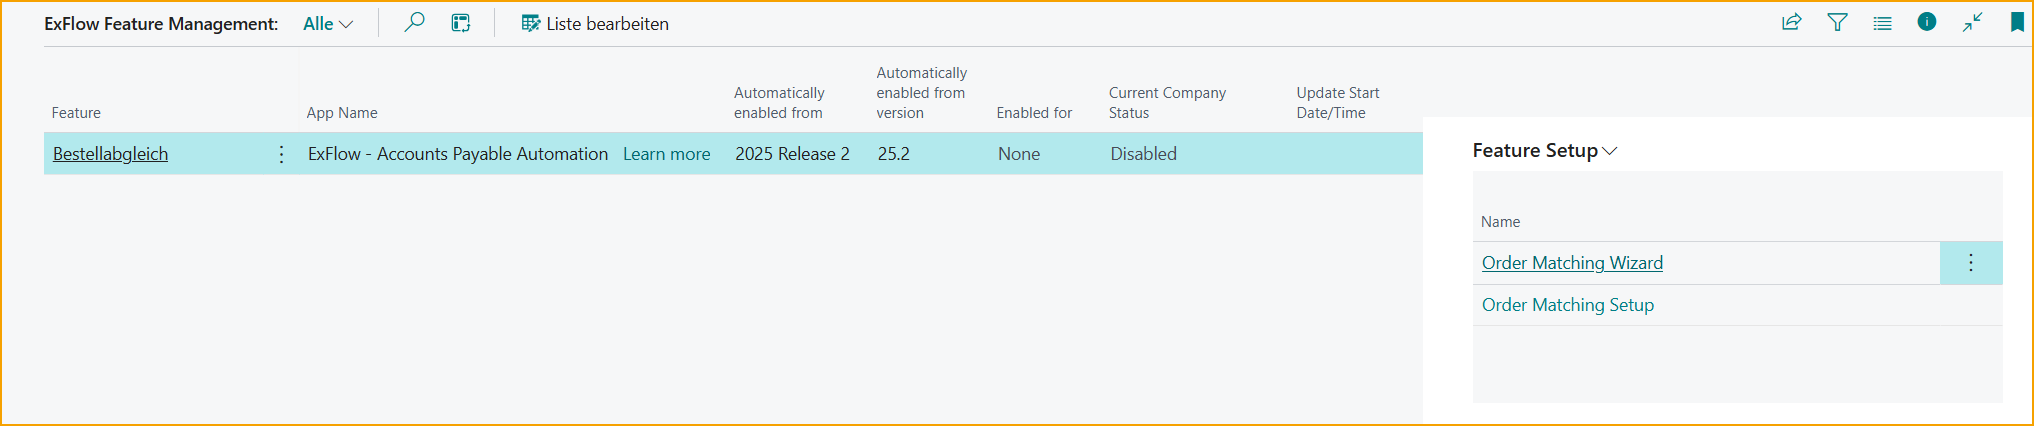 ExFlow Feature Management: Alle Liste bearbeiten
Feature
App Name
Automatically
enabled from
Automatically
enabled from
version
Enabled for
Current Company
Status
Update Start
Date/Time
Bestellabgleich ExFlow - Accounts Payable Automation Learn more 2025 Release 2 25.2 None Disabled
Feature Setup
Name
Order Matching Wizard
Order Matching Setup